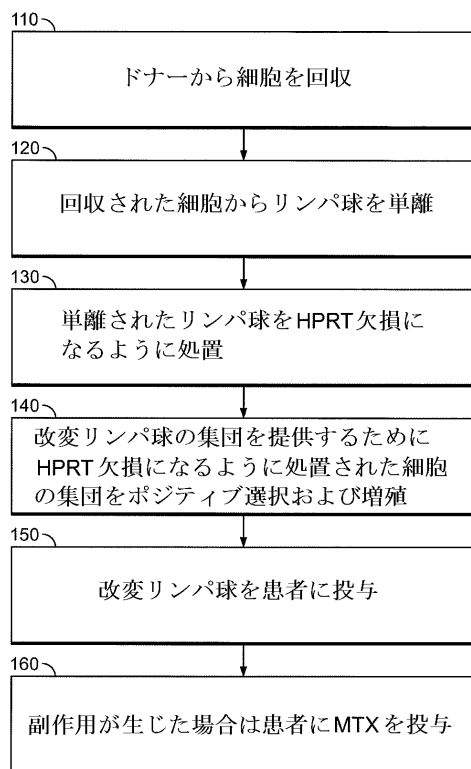 110
ドナーから細胞を回収
120
回収された細胞からリンパ球を単離
130
単離されたリンパ球をHPRT欠損に
なるように処置
140
改変リンパ球の集団を提供するために
HPRT欠損になるように処置された細胞
の集団をポジティブ選択および増殖
150
改変リンパ球を患者に投与
160
副作用が生じた場合は患者にMTXを投与